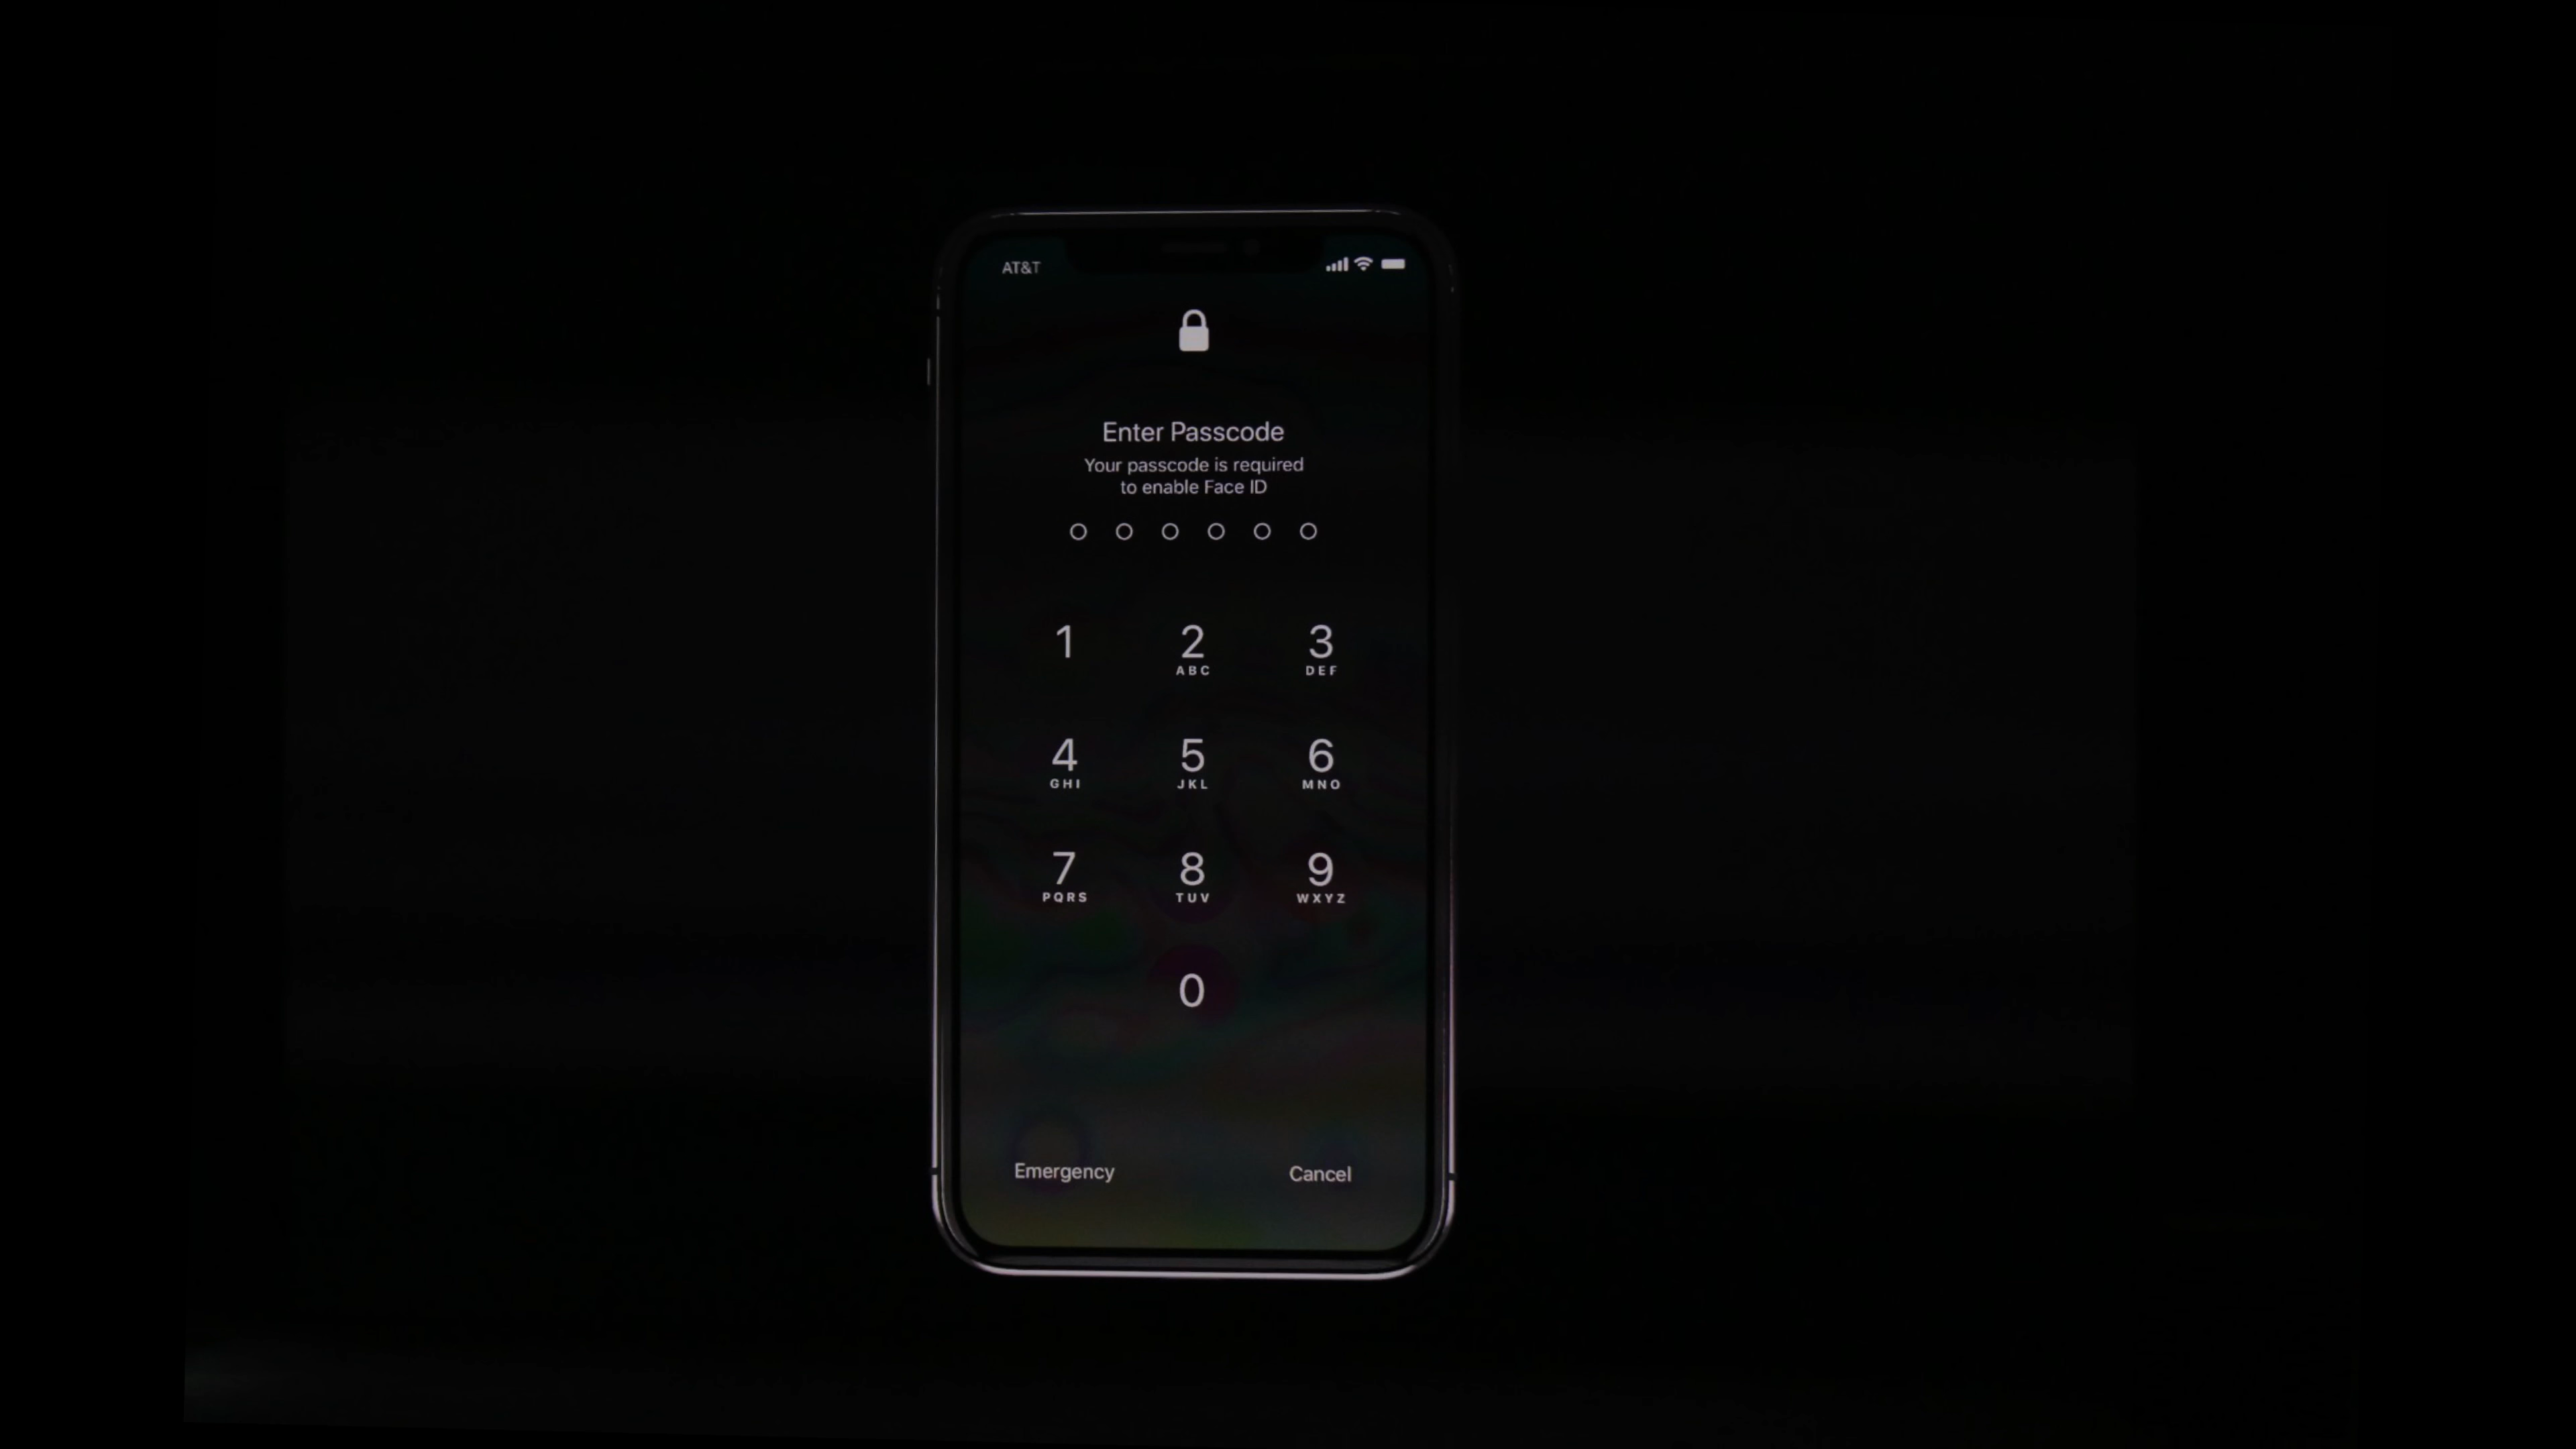 AT&T
Enter Passcode
Your passcode is required
to enable Face ID
1 2 3
ABC DEF
4 5 6
GHI JKL MNO
7 8 9
PQRS TUV WXYZ
0
Emergency Cancel